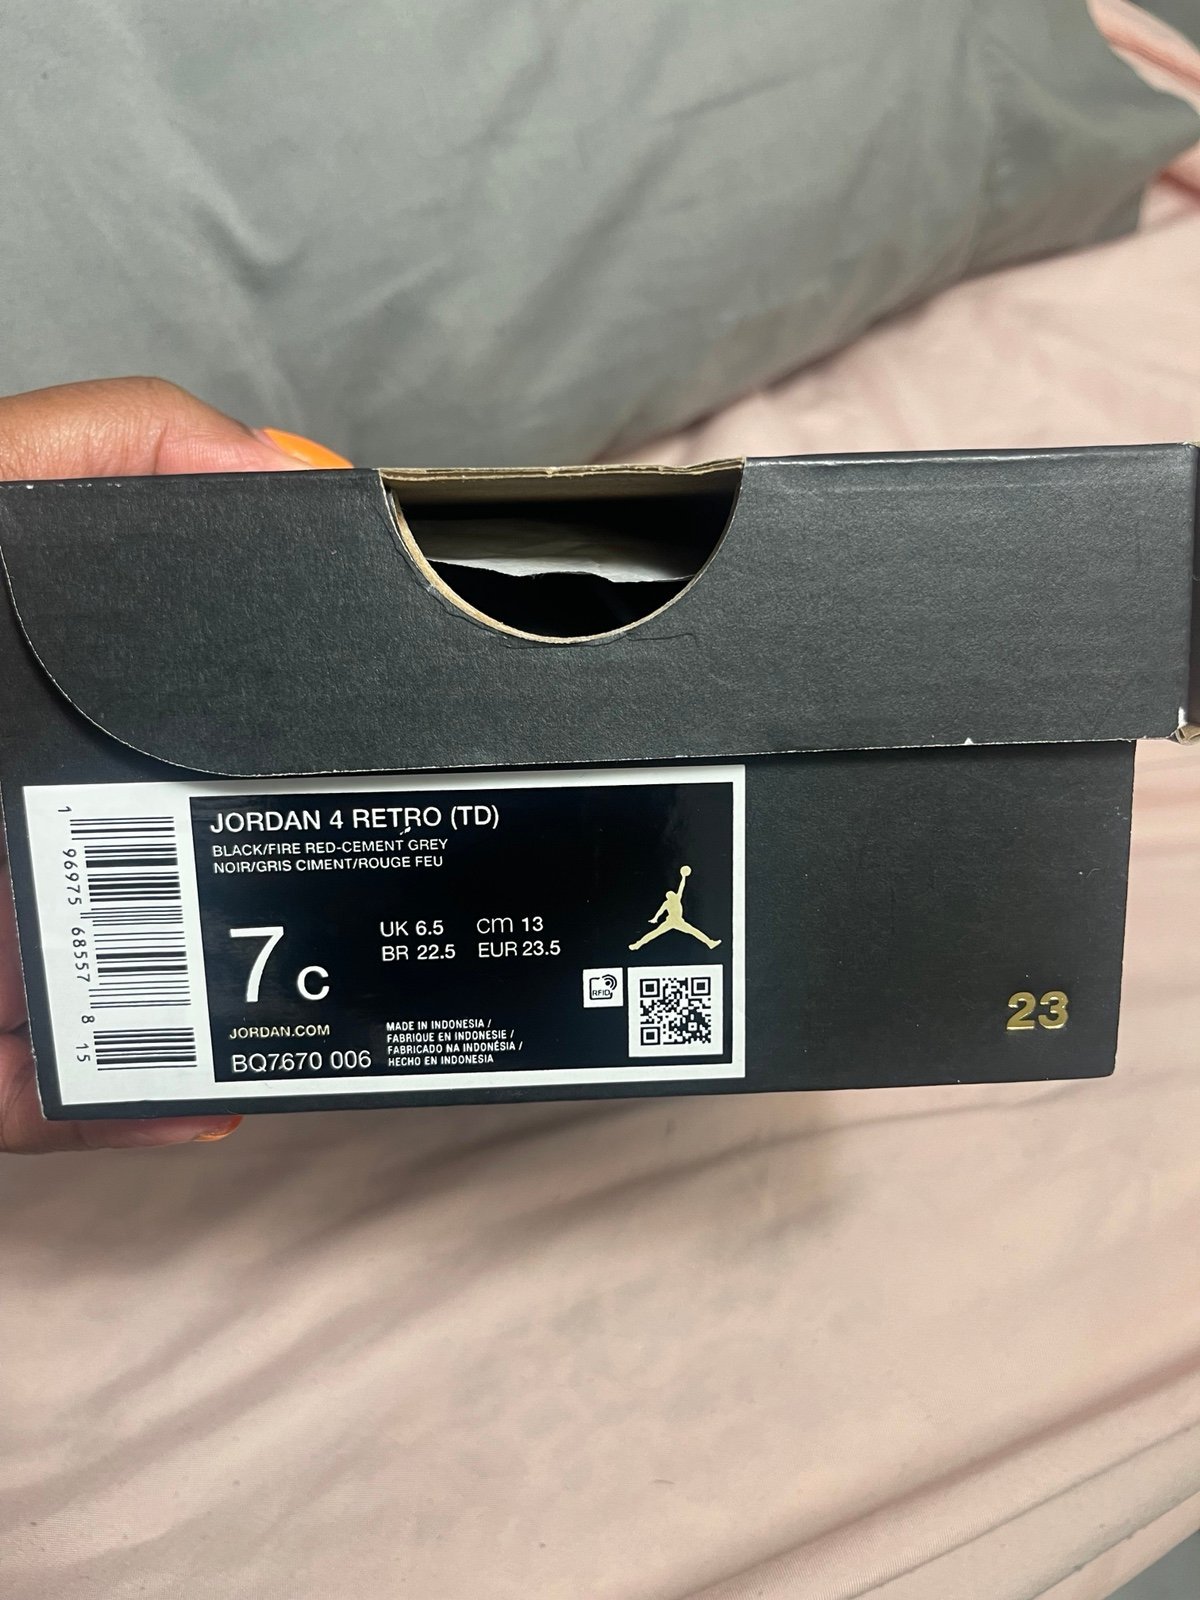 JORDAN 4 RETRO (TD)
BLACK/FIRE RED-CEMENT GREY
NOIR/GRIS CIMENT/ROUGE FEU
7c
UK 6.5 cm 13
BR 22.5 EUR 23.5
RFID
JORDAN.COM
BQ7670 006
MADE IN INDONESIA /
FABRIQUE EN INDONESIE /
FABRICADO NA INDONÉSIA /
HECHO EN INDONESIA
1 96975 68557 8 15
23